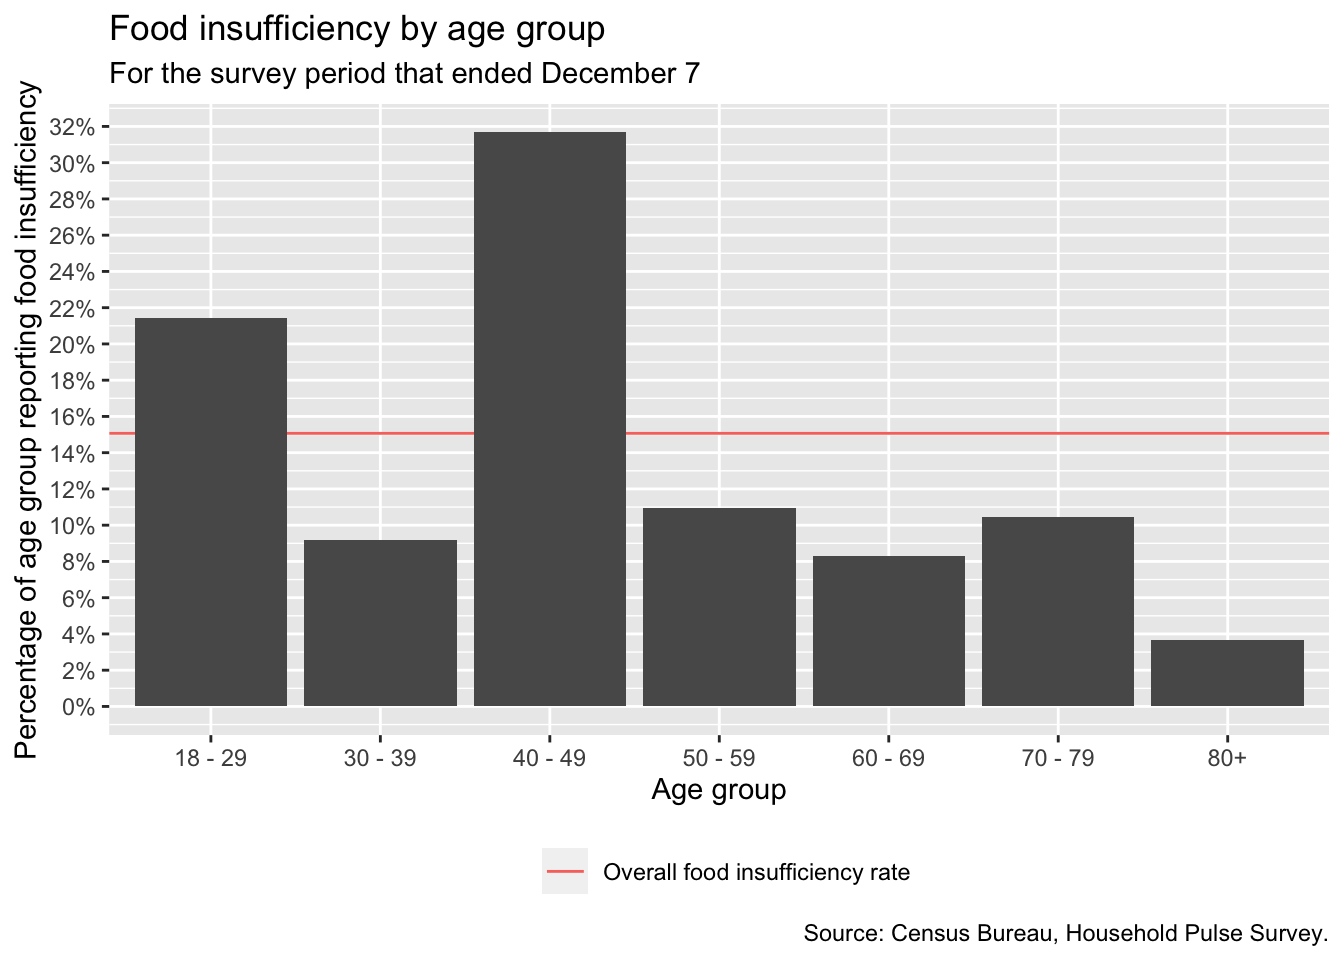 Food insufficiency by age group
For the survey period that ended December 7
Percentage of age group reporting food insufficiency
32%
30%
28%
26%
24%
22%
20%
18%
16%
14%
12%
10%
8%
6%
4%
2%
0%
18 - 29 30 - 39 40 - 49 50 - 59 60 - 69 70 - 79 80+
Age group
Overall food insufficiency rate
Source: Census Bureau, Household Pulse Survey.